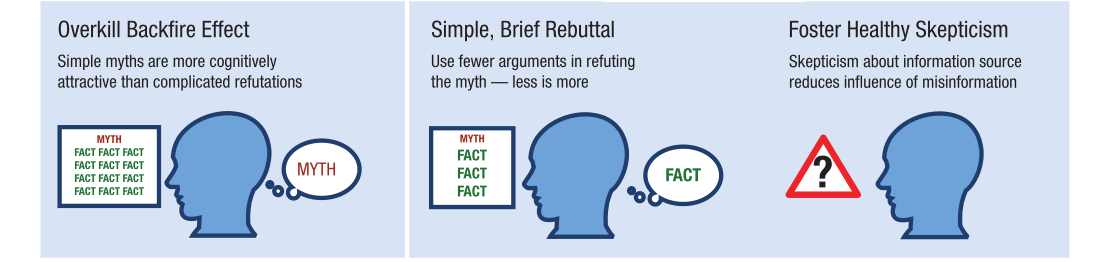 Overkill Backfire Effect
Simple myths are more cognitively
attractive than complicated refutations
MYTH
FACT FACT FACT
FACT FACT FACT
FACT FACT FACT
FACT FACT FACT
MYTH
Simple, Brief Rebuttal
Use fewer arguments in refuting
the myth — less is more
MYTH
FACT
FACT
FACT
FACT
Foster Healthy Skepticism
Skepticism about information source
reduces influence of misinformation
?